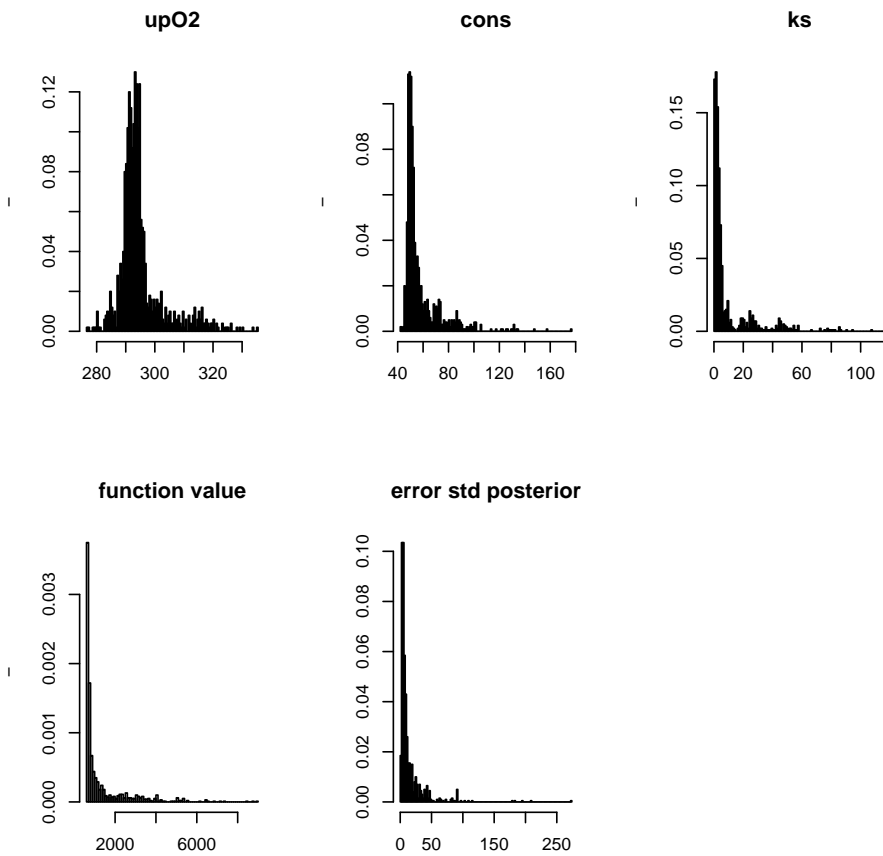 upO2
cons
ks
0.00 0.04 0.08 0.12
280 300 320
0.00 0.04 0.08
40 80 120 160
0.00 0.05 0.10 0.15
0 20 60 100
function value
error std posterior
0.000 0.001 0.002 0.003
2000 6000
0.00 0.02 0.04 0.06 0.08 0.10
0 50 150 250